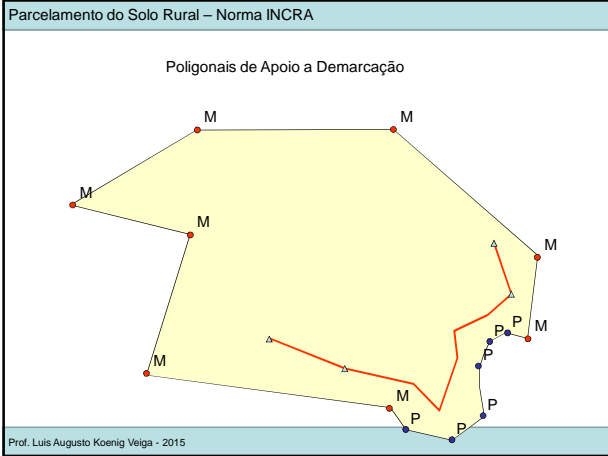 Parcelamento do Solo Rural – Norma INCRA
Poligonais de Apoio a Demarcação
M
M
M
M
M
P
P
M
P
M
M
P
P
Prof. Luis Augusto Koenig Veiga - 2015